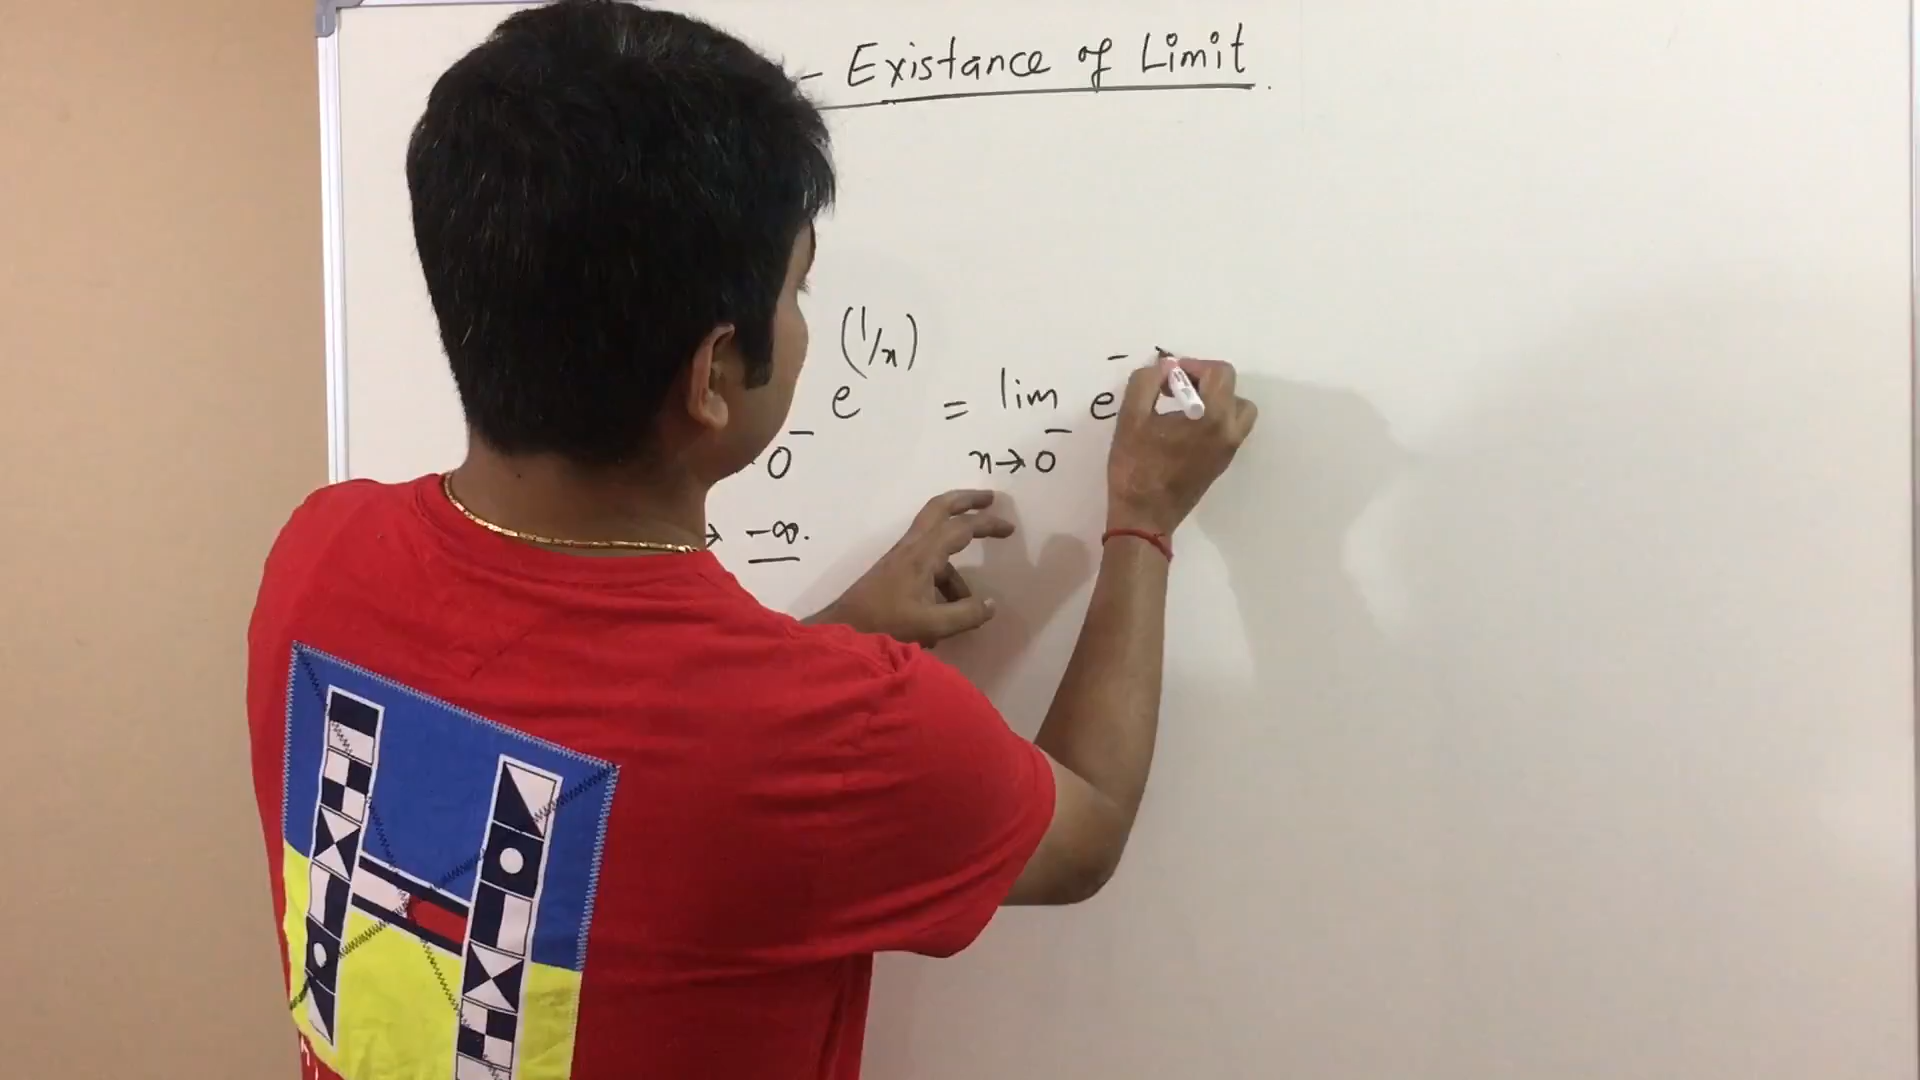 - Existance of Limit.
e^(1/x) = lim e^-
0^- x→0^-
→ -∞.